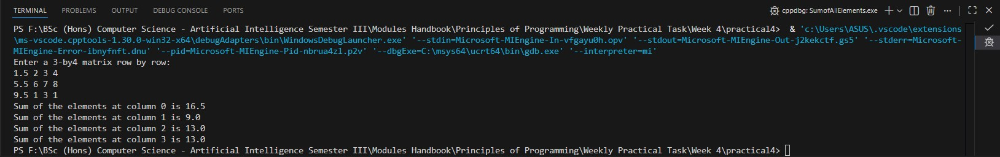 TERMINAL PROBLEMS OUTPUT DEBUG CONSOLE PORTS cppdbg: SumofAllElements.exe
PS F:\BSc (Hons) Computer Science - Artificial Intelligence Semester III\Modules Handbook\Principles of Programming\Weekly Practical Task\Week 4\practical4>  & 'c:\Users\ASUS\.vscode\extensions
\ms-vscode.cpptools-1.30.0-win32-x64\debugAdapters\bin\WindowsDebugLauncher.exe' '--stdin=Microsoft-MIEngine-In-vfgayu0h.opv' '--stdout=Microsoft-MIEngine-Out-j2kekctf.gs5' '--stderr=Microsoft-
MIEngine-Error-ibnyfnft.dnu' '--pid=Microsoft-MIEngine-Pid-nbrua4zl.p2v' '--dbgExe=C:\msys64\ucrt64\bin\gdb.exe' '--interpreter=mi'
Enter a 3-by4 matrix row by row:
1.5 2 3 4
5.5 6 7 8
9.5 1 3 1
Sum of the elements at column 0 is 16.5
Sum of the elements at column 1 is 9.0
Sum of the elements at column 2 is 13.0
Sum of the elements at column 3 is 13.0
PS F:\BSc (Hons) Computer Science - Artificial Intelligence Semester III\Modules Handbook\Principles of Programming\Weekly Practical Task\Week 4\practical4>